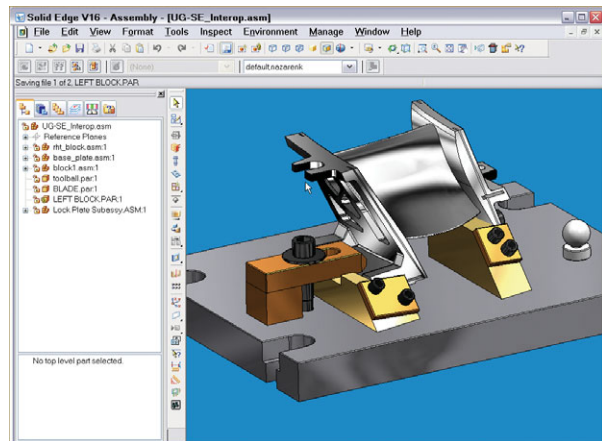 Solid Edge V16 - Assembly - [UG-SE_Interop.asm]
File Edit View Format Tools Inspect Environment Manage Window Help
(None) default,nazarenk
Saving file 1 of 2, LEFT BLOCK.PAR
UG-SE_Interop.asm
Reference Planes
rht_block.asm:1
base_plate.asm:1
block1.asm:1
toolball.par:1
BLADE.par:1
LEFT BLOCK.PAR:1
Lock Plate Subassy.ASM:1
No top level part selected.